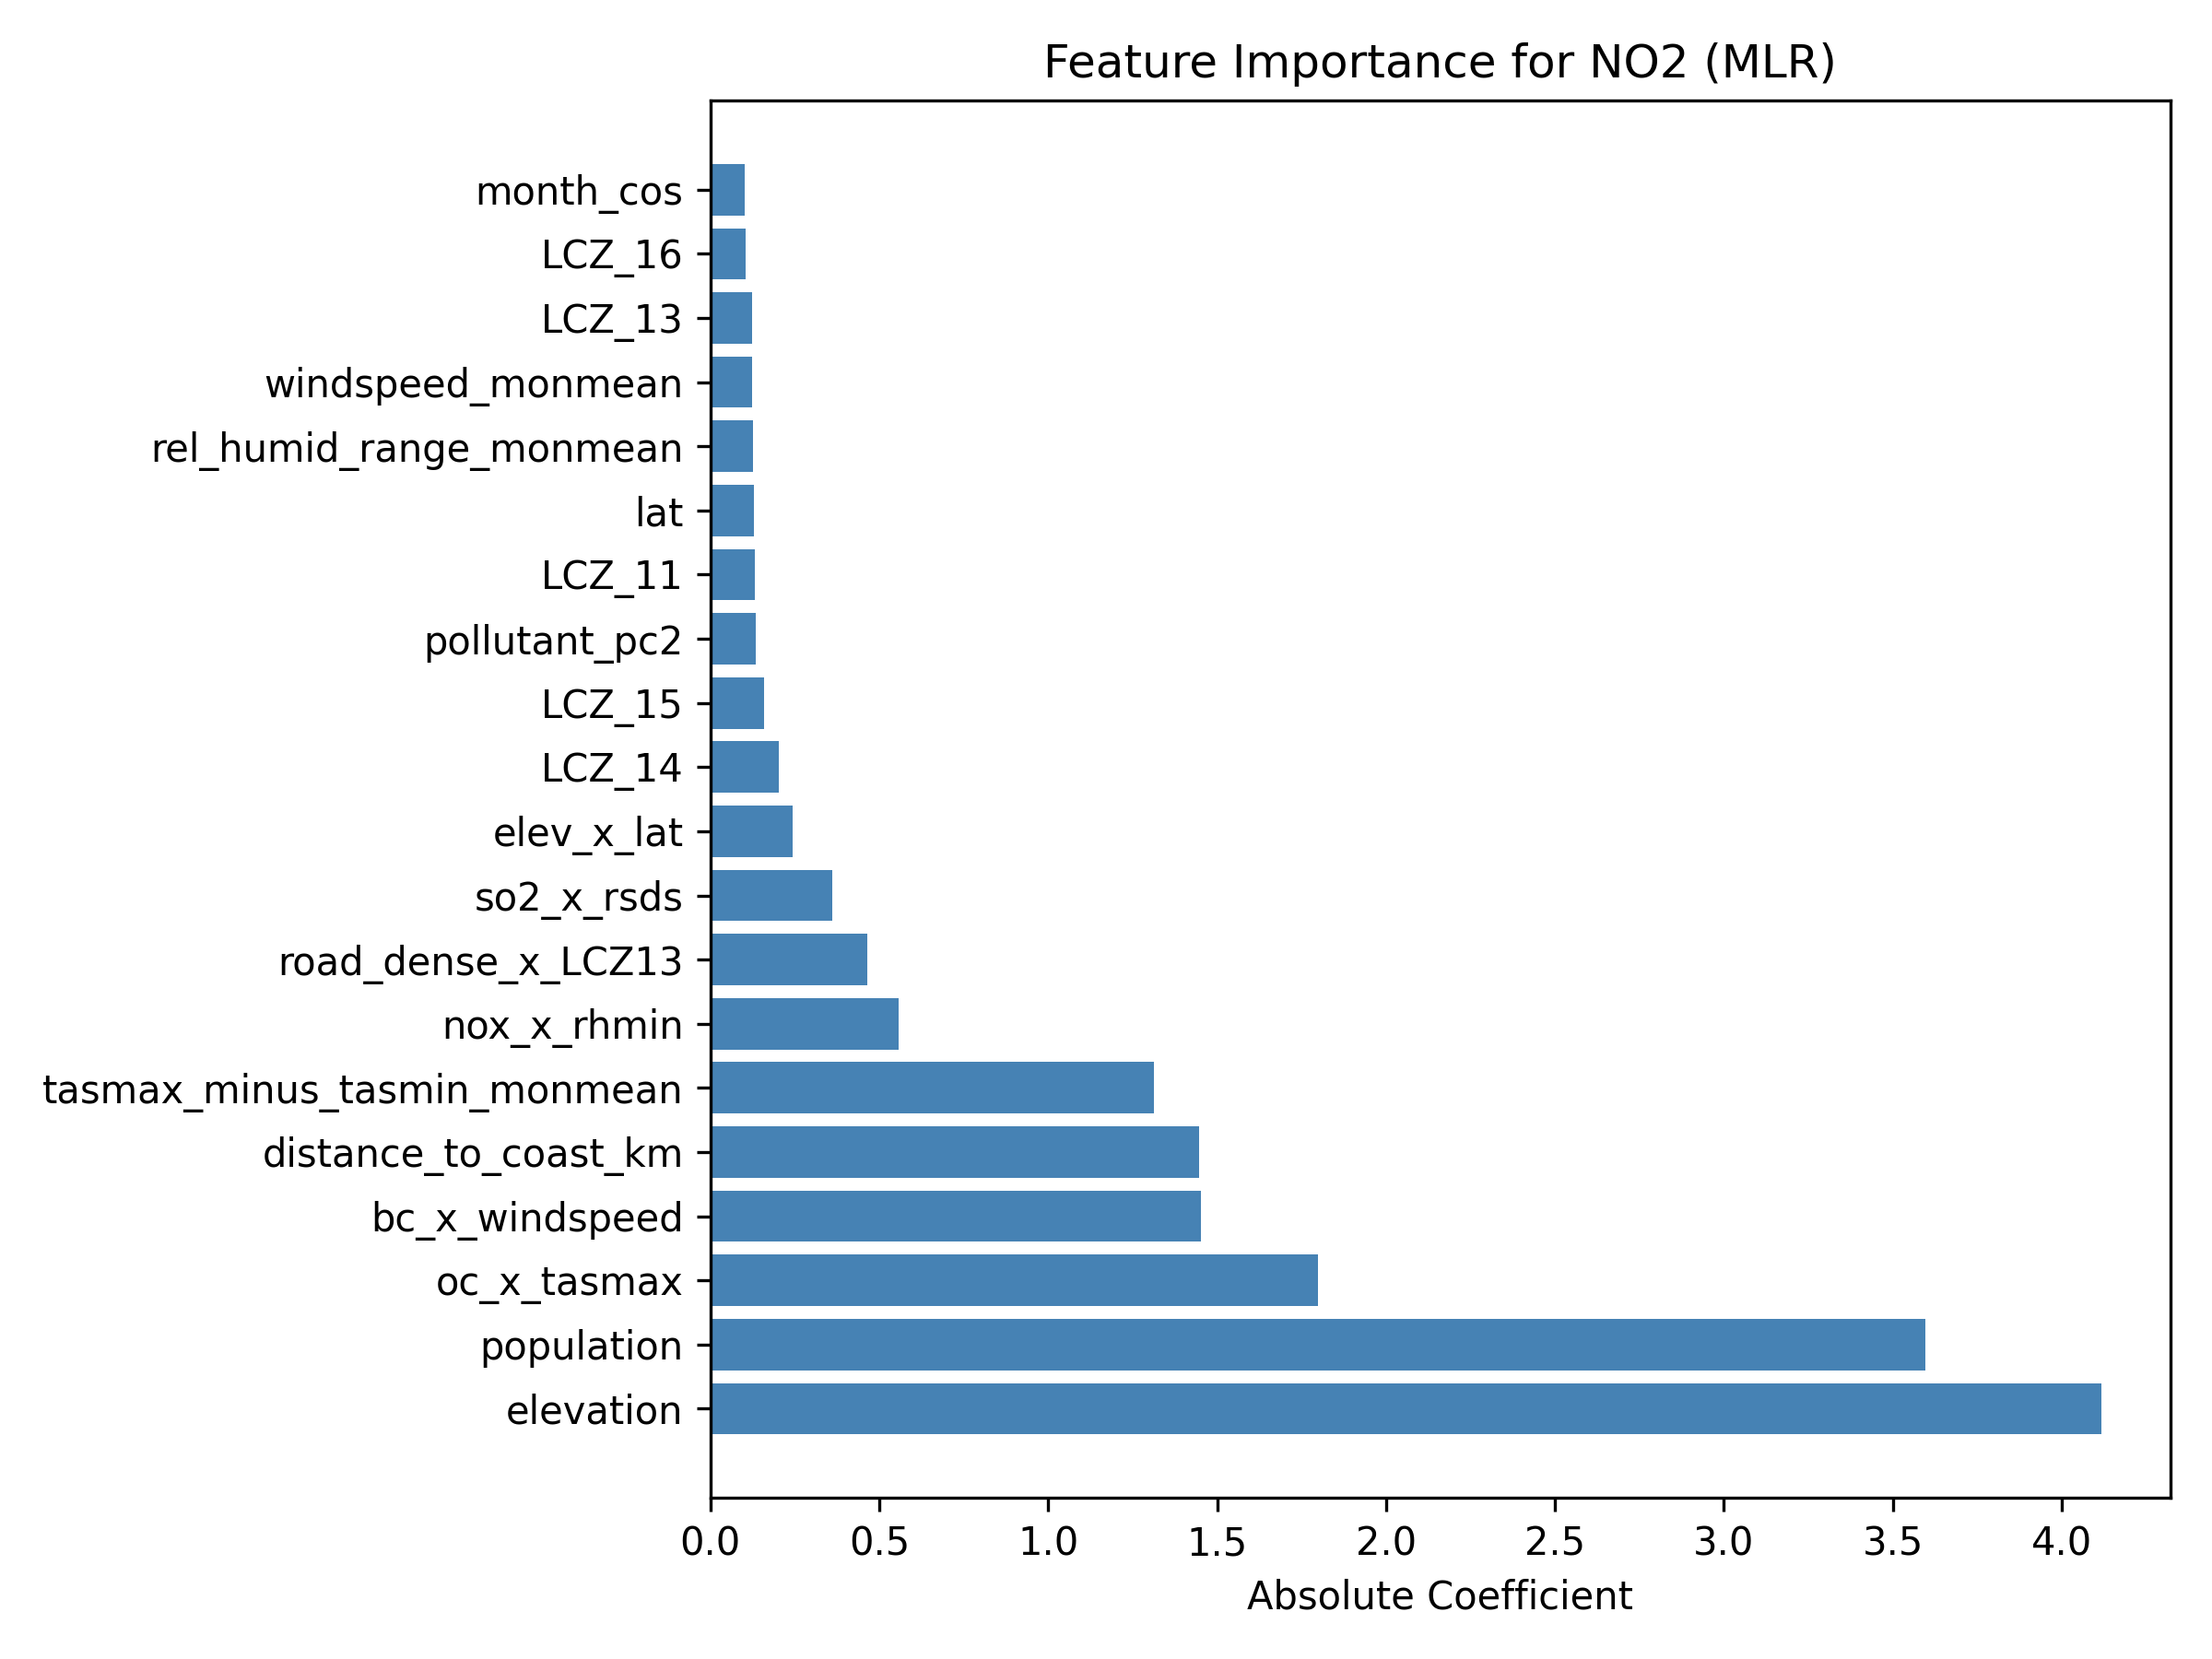 Feature Importance for NO2 (MLR)
month_cos
LCZ_16
LCZ_13
windspeed_monmean
rel_humid_range_monmean
lat
LCZ_11
pollutant_pc2
LCZ_15
LCZ_14
elev_x_lat
so2_x_rsds
road_dense_x_LCZ13
nox_x_rhmin
tasmax_minus_tasmin_monmean
distance_to_coast_km
bc_x_windspeed
oc_x_tasmax
population
elevation
0.0 0.5 1.0 1.5 2.0 2.5 3.0 3.5 4.0
Absolute Coefficient